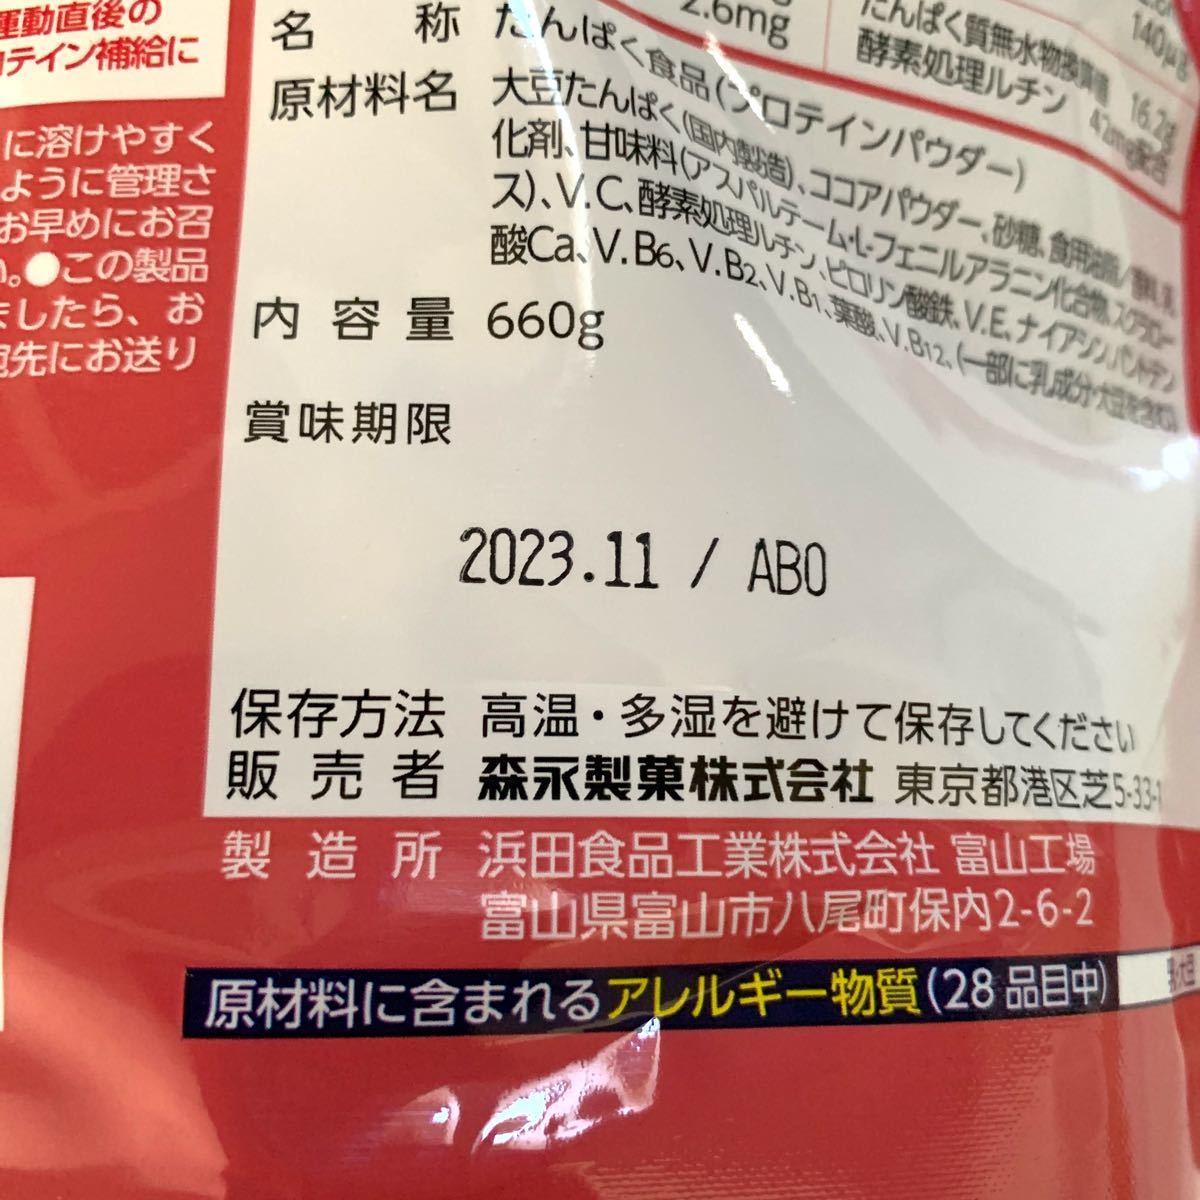 運動直後の
ロテイン補給に
に溶けやすく
ように管理さ
お早めにお召
い。●この製品
ましたら、お
宛先にお送り
2.6mg
140μg
たんぱく質無水物換算値 16.2g
酵素処理ルチン 42mg配合
名称 たんぱく食品(プロテインパウダー)
原材料名 大豆たんぱく(国内製造)、ココアパウダー、砂糖、食用油脂/
化剤、甘味料(アスパルテーム・L-フェニルアラニン化合物、スクラロー
ス)、V.C、酵素処理ルチン、ピロリン酸鉄、V.E、ナイアシン、パントテン
酸Ca、V.B6、V.B2、V.B1、葉酸、V.B12、(一部に乳成分・大豆を含む)
内容量 660g
賞味期限
2023.11 / ABO
保存方法 高温・多湿を避けて保存してください
販売者 森永製菓株式会社 東京都港区芝5-33-1
製造所 浜田食品工業株式会社 富山工場
富山県富山市八尾町保内2-6-2
原材料に含まれるアレルギー物質(28品目中)